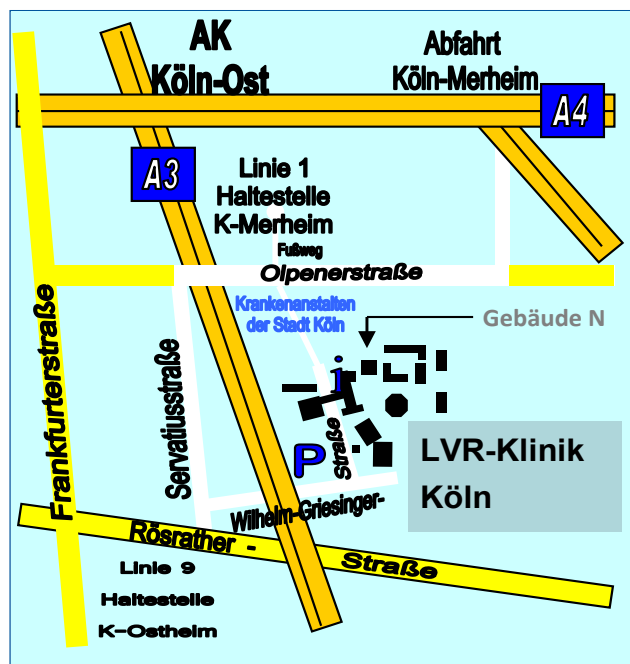 AK
Köln-Ost
Abfahrt
Köln-Merheim
A4
A3
Linie 1
Haltestelle
K-Merheim
Fußweg
Olpenerstraße
Krankenanstalten
der Stadt Köln
Gebäude N
i
Frankfurterstraße
Servatiusstraße
P
Straße
LVR-Klinik
Köln
Wilhelm-Griesinger-
Rösrather -
Straße
Linie 9
Haltestelle
K-Ostheim